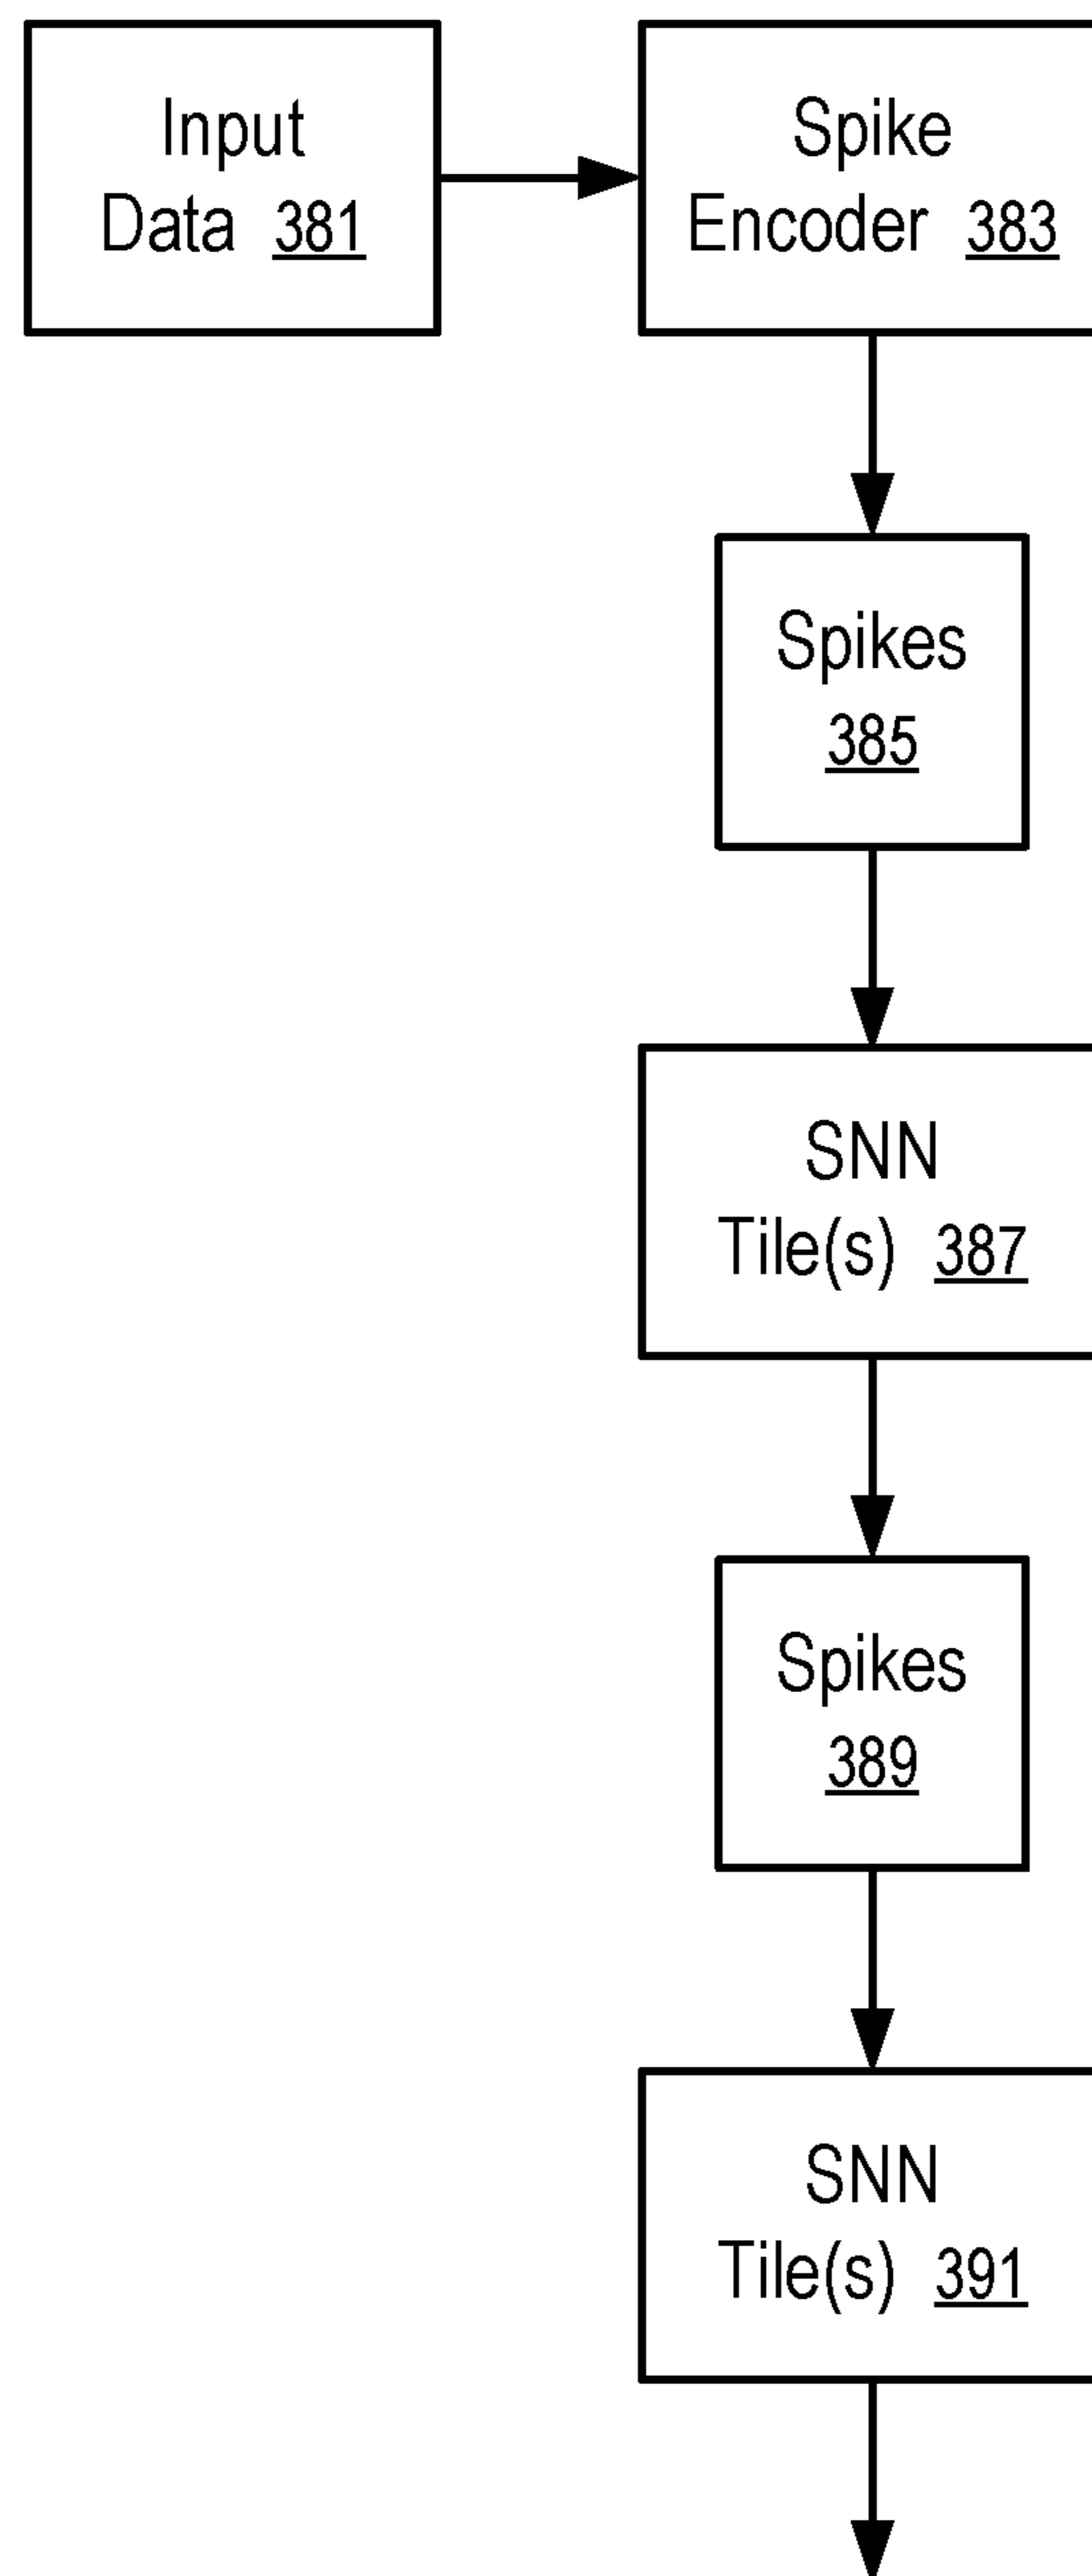 Input
Data 381
Spike
Encoder 383
Spikes
385
SNN
Tile(s) 387
Spikes
389
SNN
Tile(s) 391